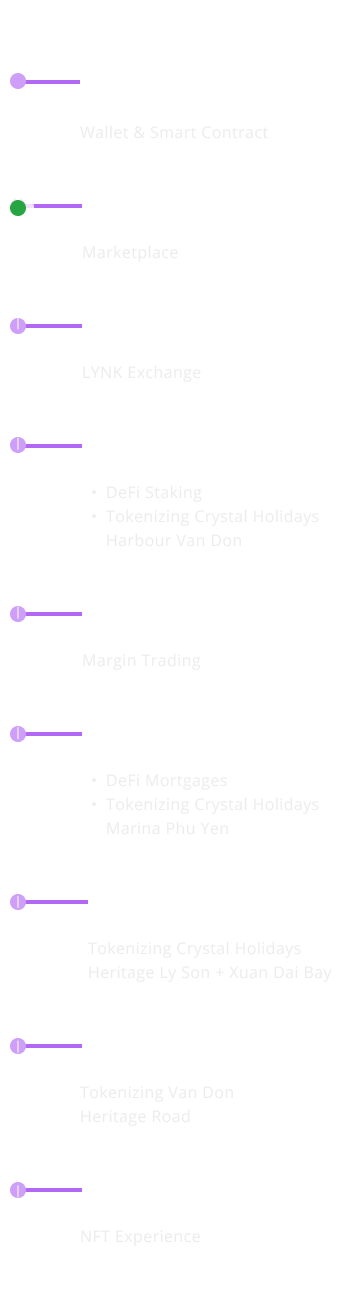 Wallet & Smart Contract
Marketplace
LYNK Exchange
• DeFi Staking
• Tokenizing Crystal Holidays
Harbour Van Don
Margin Trading
• DeFi Mortgages
• Tokenizing Crystal Holidays
Marina Phu Yen
Tokenizing Crystal Holidays
Heritage Ly Son + Xuan Dai Bay
Tokenizing Van Don
Heritage Road
NFT Experience